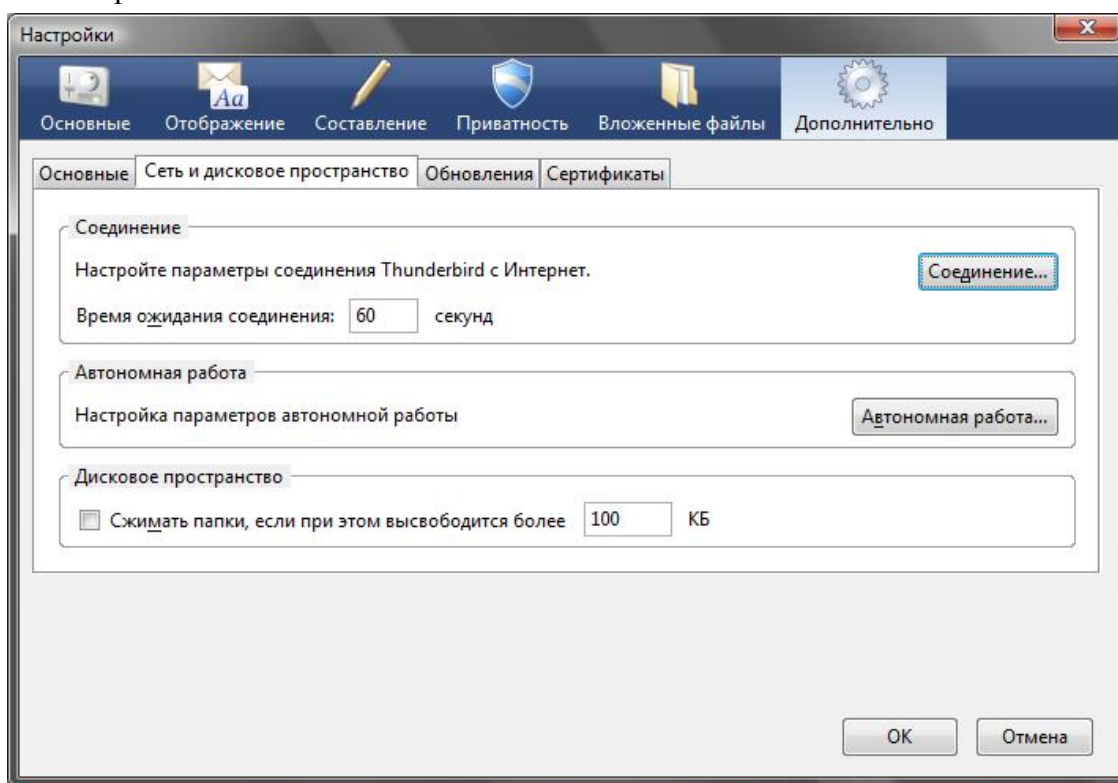 Настройки
X
Aa
Основные Отображение Составление Приватность Вложенные файлы Дополнительно
Основные Сеть и дисковое пространство Обновления Сертификаты
Соединение
Настройте параметры соединения Thunderbird с Интернет. Соединение...
Время ожидания соединения: 60 секунд
Автономная работа
Настройка параметров автономной работы Автономная работа...
Дисковое пространство
Сжимать папки, если при этом высвободится более 100 КБ
OK Отмена